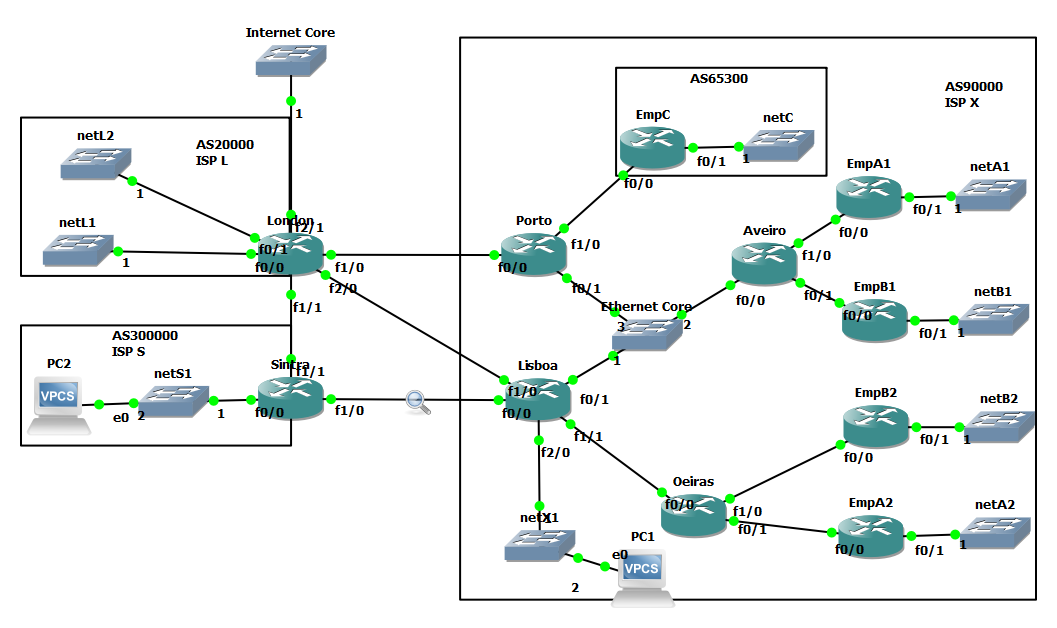 Internet Core
1
AS20000
ISP L
netL2
1
netL1
1
London
f2/1
f0/1
f0/0
f1/0
f2/0
f1/1
AS300000
ISP S
PC2
VPCS
e0
2
netS1
1
Sintra
f1/1
f0/0
f1/0
AS90000
ISP X
AS65300
EmpC
f0/0
f0/1
netC
1
Porto
f0/0
f1/0
f0/1
Ethernet Core
3
2
1
Aveiro
f0/0
f1/0
f0/1
EmpA1
f0/0
f0/1
netA1
1
EmpB1
f0/0
f0/1
netB1
1
Lisboa
f1/0
f0/0
f0/1
f1/1
f2/0
netX1
1
2
PC1
e0
VPCS
Oeiras
f0/0
f1/0
f0/1
EmpB2
f0/0
f0/1
netB2
1
EmpA2
f0/0
f0/1
netA2
1